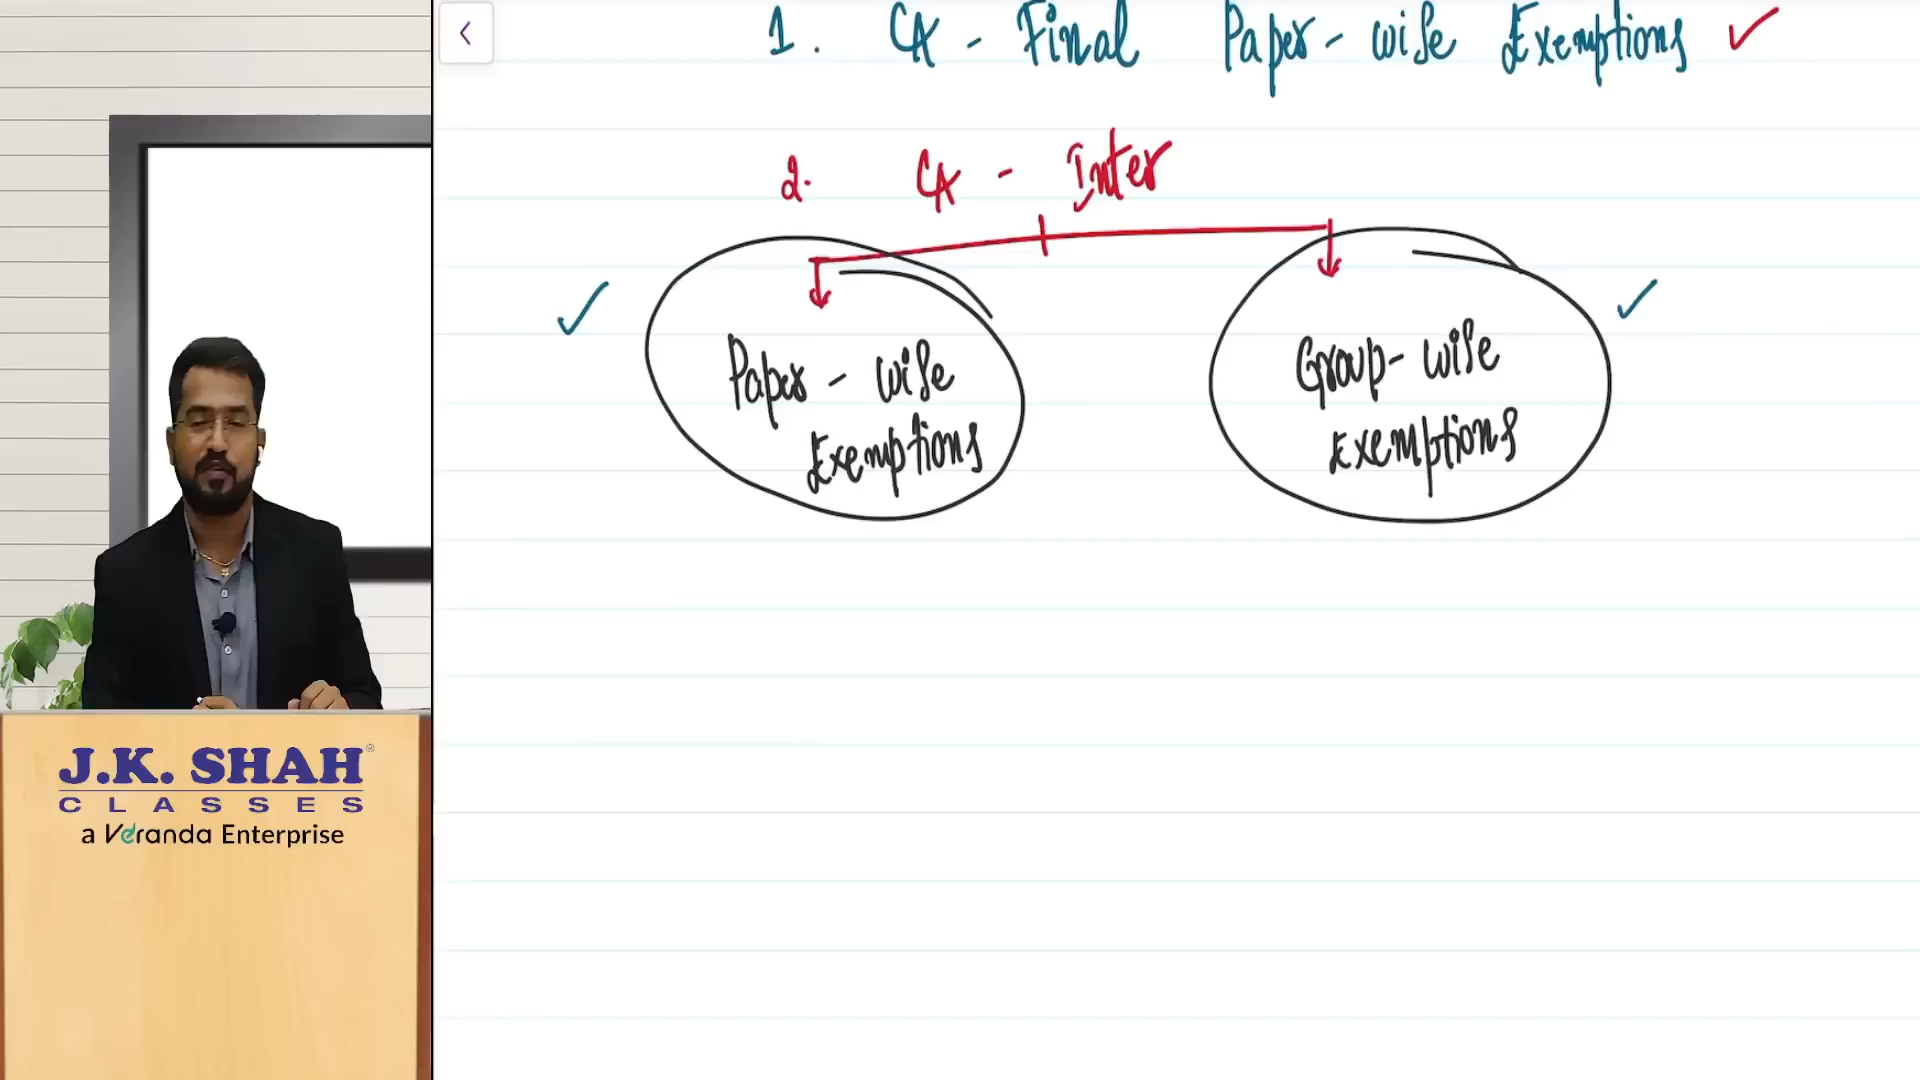 1. CA - Final Paper - wise Exemptions ✓
2. CA - Inter
✓ Paper - wise
Exemptions
Group - wise ✓
Exemptions
J.K. SHAH®
CLASSES
a Veranda Enterprise